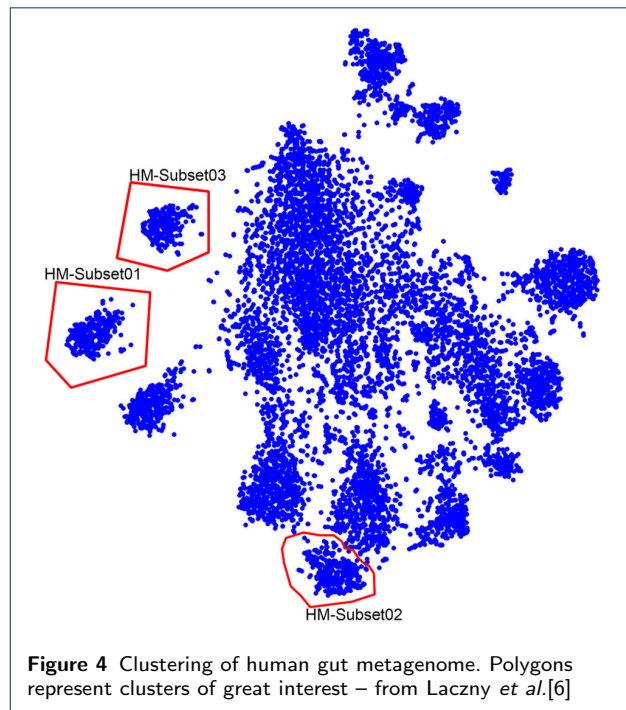 HM-Subset03
HM-Subset01
HM-Subset02
Figure 4 Clustering of human gut metagenome. Polygons
represent clusters of great interest – from Laczny et al.[6]